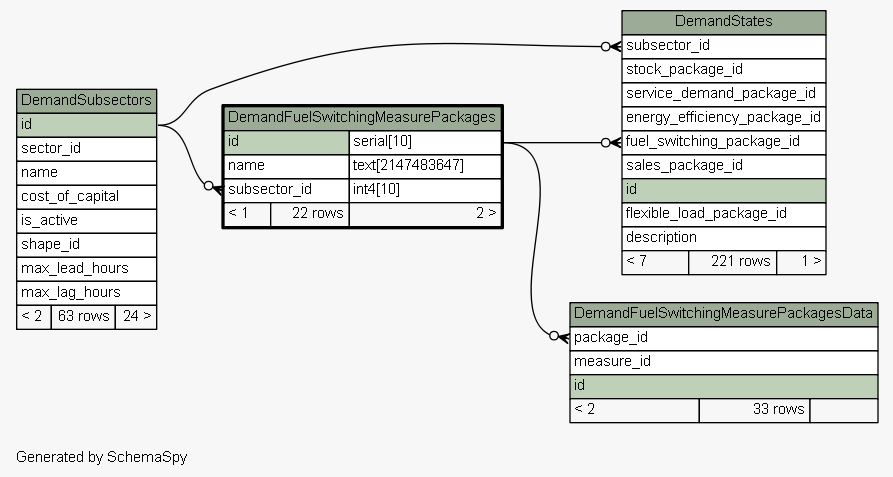 DemandSubsectors
id
sector_id
name
cost_of_capital
is_active
shape_id
max_lead_hours
max_lag_hours
< 2 63 rows 24 >
DemandFuelSwitchingMeasurePackages
id serial[10]
name text[2147483647]
subsector_id int4[10]
< 1 22 rows 2 >
DemandStates
subsector_id
stock_package_id
service_demand_package_id
energy_efficiency_package_id
fuel_switching_package_id
sales_package_id
id
flexible_load_package_id
description
< 7 221 rows 1 >
DemandFuelSwitchingMeasurePackagesData
package_id
measure_id
id
< 2 33 rows
Generated by SchemaSpy